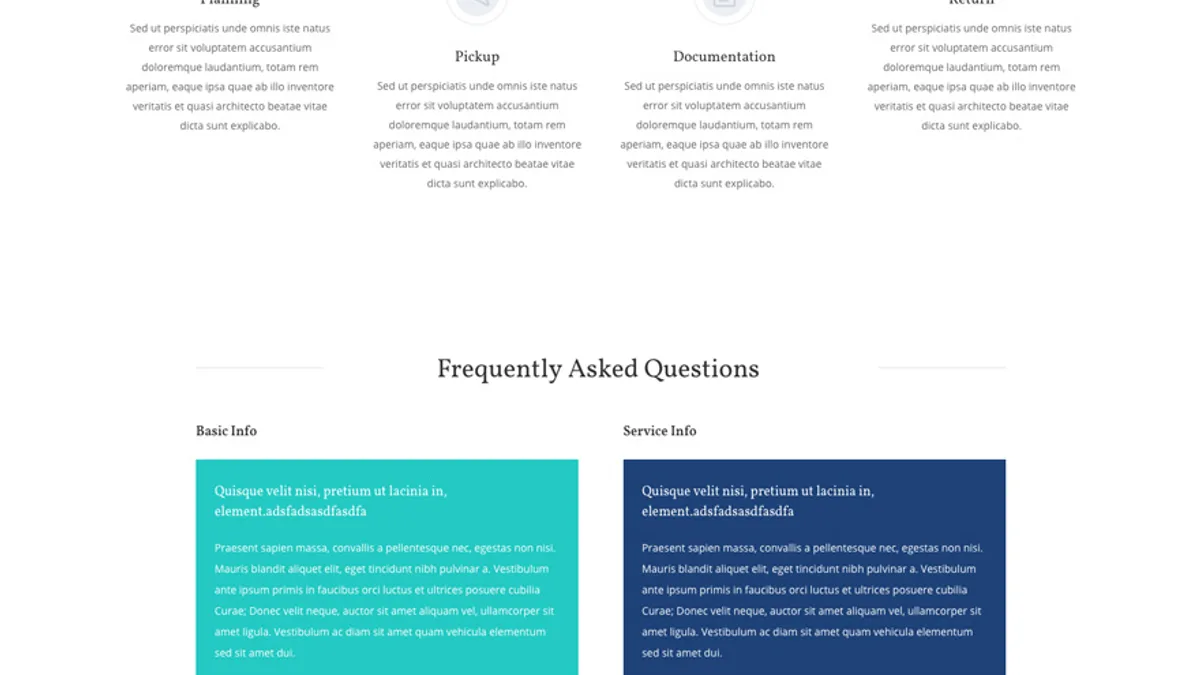 Planning
Sed ut perspiciatis unde omnis iste natus
error sit voluptatem accusantium
doloremque laudantium, totam rem
aperiam, eaque ipsa quae ab illo inventore
veritatis et quasi architecto beatae vitae
dicta sunt explicabo.
Pickup
Sed ut perspiciatis unde omnis iste natus
error sit voluptatem accusantium
doloremque laudantium, totam rem
aperiam, eaque ipsa quae ab illo inventore
veritatis et quasi architecto beatae vitae
dicta sunt explicabo.
Documentation
Sed ut perspiciatis unde omnis iste natus
error sit voluptatem accusantium
doloremque laudantium, totam rem
aperiam, eaque ipsa quae ab illo inventore
veritatis et quasi architecto beatae vitae
dicta sunt explicabo.
Return
Sed ut perspiciatis unde omnis iste natus
error sit voluptatem accusantium
doloremque laudantium, totam rem
aperiam, eaque ipsa quae ab illo inventore
veritatis et quasi architecto beatae vitae
dicta sunt explicabo.
Frequently Asked Questions
Basic Info
Quisque velit nisi, pretium ut lacinia in,
element.adsfadsasdfasdfa
Praesent sapien massa, convallis a pellentesque nec, egestas non nisi.
Mauris blandit aliquet elit, eget tincidunt nibh pulvinar a. Vestibulum
ante ipsum primis in faucibus orci luctus et ultrices posuere cubilia
Curae; Donec velit neque, auctor sit amet aliquam vel, ullamcorper sit
amet ligula. Vestibulum ac diam sit amet quam vehicula elementum
sed sit amet dui.
Service Info
Quisque velit nisi, pretium ut lacinia in,
element.adsfadsasdfasdfa
Praesent sapien massa, convallis a pellentesque nec, egestas non nisi.
Mauris blandit aliquet elit, eget tincidunt nibh pulvinar a. Vestibulum
ante ipsum primis in faucibus orci luctus et ultrices posuere cubilia
Curae; Donec velit neque, auctor sit amet aliquam vel, ullamcorper sit
amet ligula. Vestibulum ac diam sit amet quam vehicula elementum
sed sit amet dui.